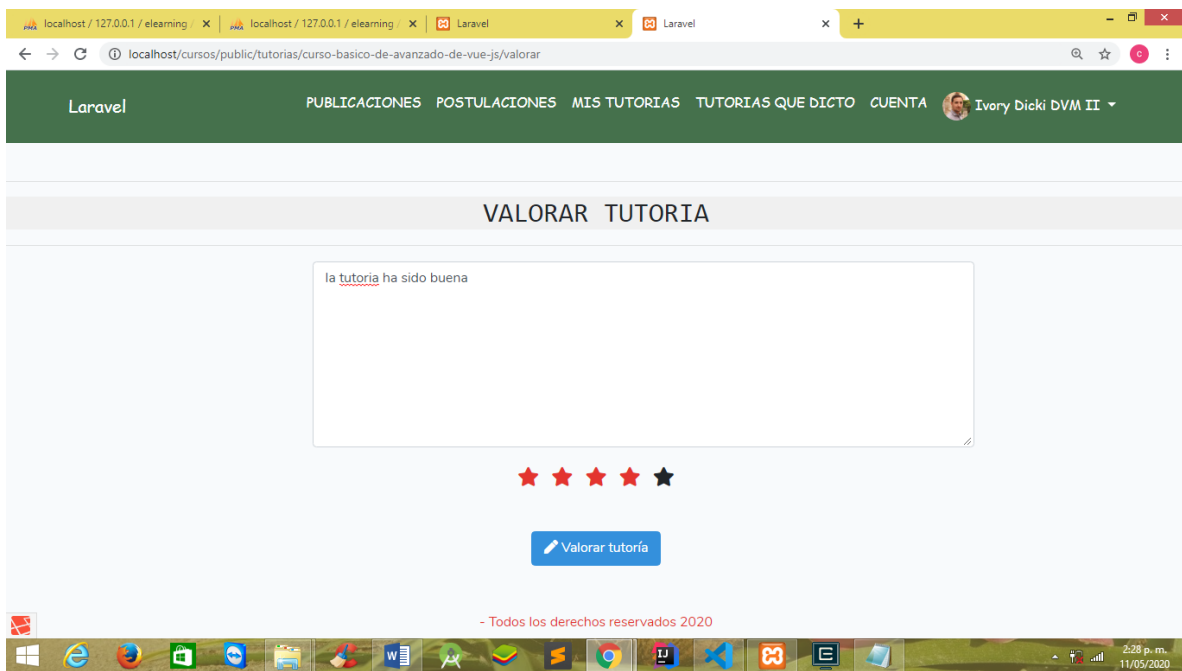 localhost / 127.0.0.1 / elearning /
localhost / 127.0.0.1 / elearning /
Laravel
Laravel
localhost/cursos/public/tutorias/curso-basico-de-avanzado-de-vue-js/valorar
c
Laravel
PUBLICACIONES POSTULACIONES MIS TUTORIAS TUTORIAS QUE DICTO CUENTA Ivory Dicki DVM II
VALORAR TUTORIA
la tutoria ha sido buena
Valorar tutoría
- Todos los derechos reservados 2020
2:28 p. m.
11/05/2020